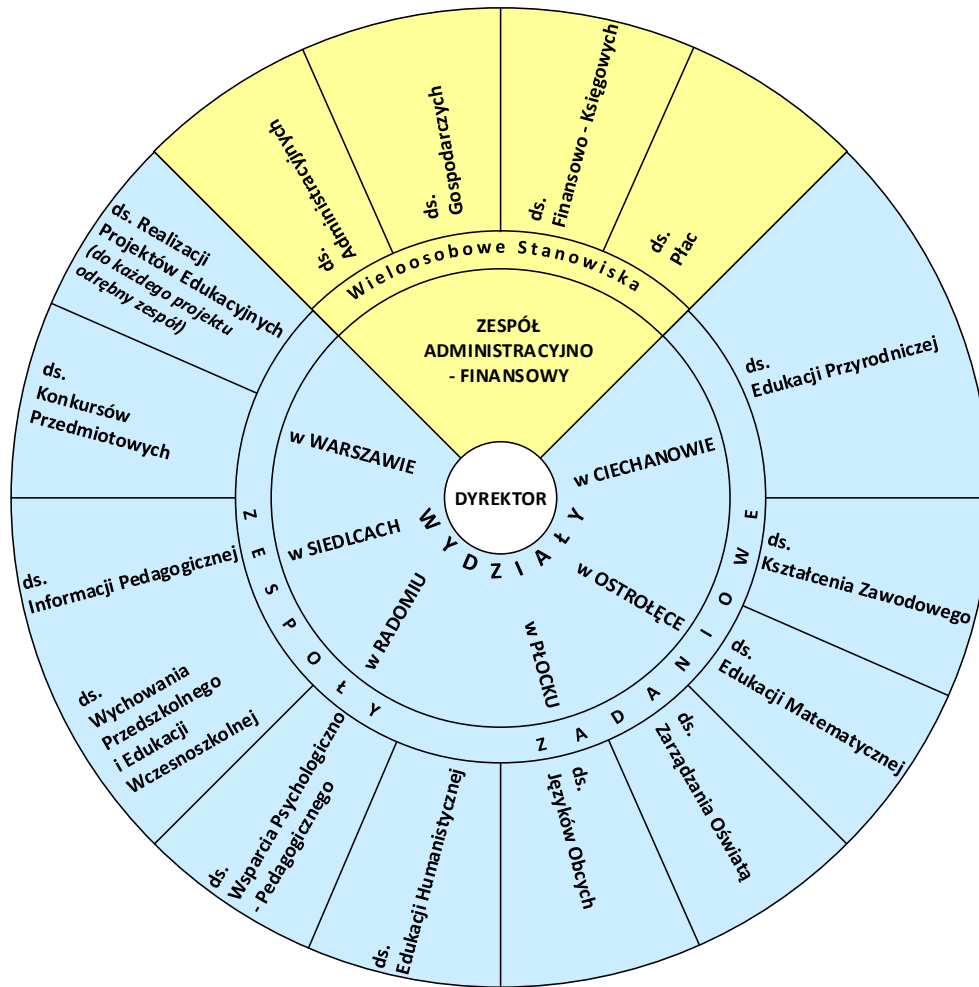 ds.
Administracyjnych
ds.
Gospodarczych
ds.
Finansowo - Księgowych
ds.
Płac
Wieloosobowe Stanowiska
ZESPÓŁ
ADMINISTRACYJNO
- FINANSOWY
DYREKTOR
WYDZIAŁY
w WARSZAWIE
w SIEDLCACH
w RADOMIU
w PŁOCKU
w OSTROŁĘCE
w CIECHANOWIE
ZESPOŁY ZADANIOWE
ds. Realizacji
Projektów Edukacyjnych
(do każdego projektu
odrębny zespół)
ds.
Konkursów
Przedmiotowych
ds.
Informacji Pedagogicznej
ds.
Wychowania
Przedszkolnego
i Edukacji
Wczesnoszkolnej
ds.
Wsparcia Psychologiczno
- Pedagogicznego
ds.
Edukacji Humanistycznej
ds.
Języków Obcych
ds.
Zarządzania Oświatą
ds.
Edukacji Matematycznej
ds.
Kształcenia Zawodowego
ds.
Edukacji Przyrodniczej